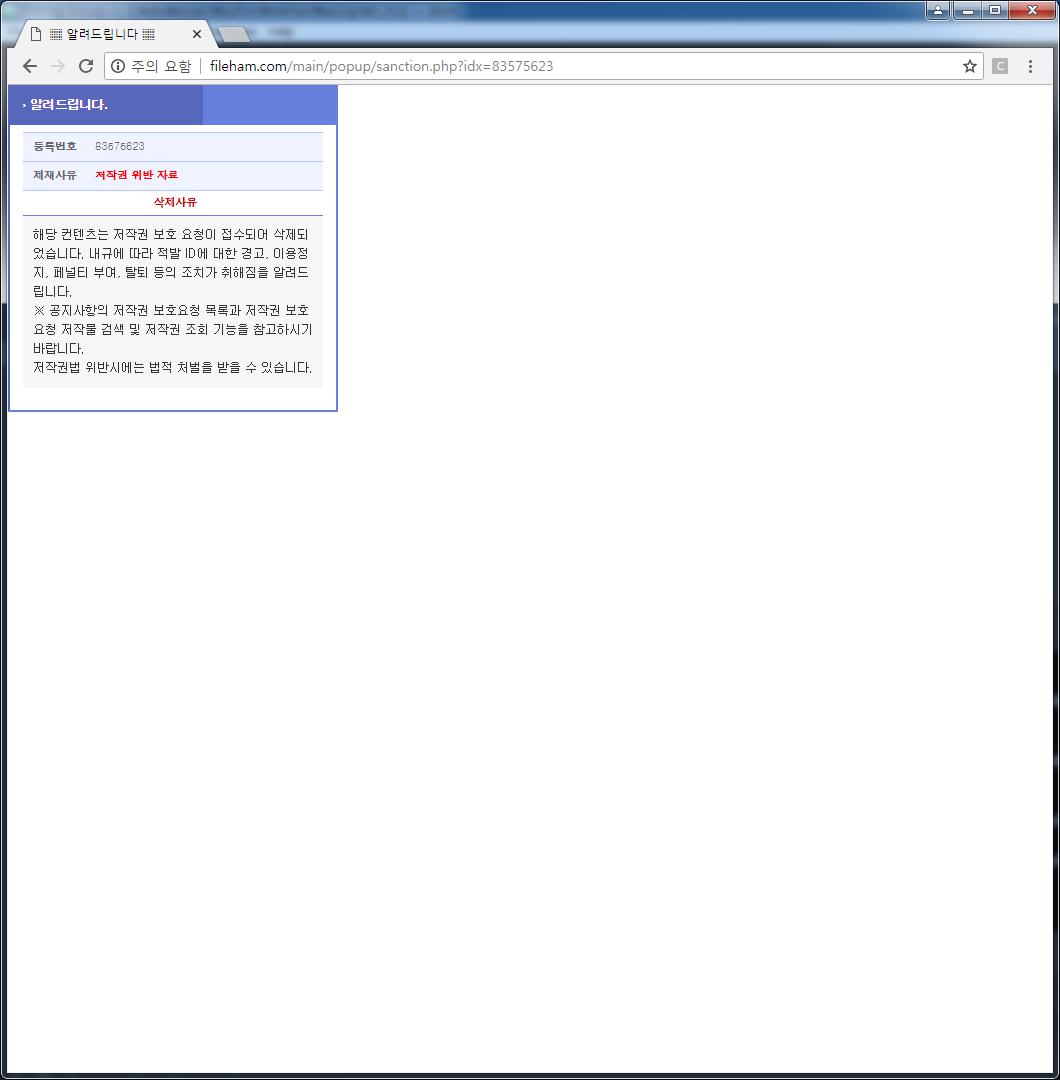 알려드립니다
주의 요함
fileham.com/main/popup/sanction.php?idx=83575623
C
알려드립니다.
등록번호 83575623
제재사유 저작권 위반 자료
삭제사유
해당 컨텐츠는 저작권 보호 요청이 접수되어 삭제되
었습니다. 내규에 따라 적발 ID에 대한 경고, 이용정
지, 페널티 부여, 탈퇴 등의 조치가 취해짐을 알려드
립니다.
※ 공지사항의 저작권 보호요청 목록과 저작권 보호
요청 저작물 검색 및 저작권 조회 기능을 참고하시기
바랍니다.
저작권법 위반시에는 법적 처벌을 받을 수 있습니다.